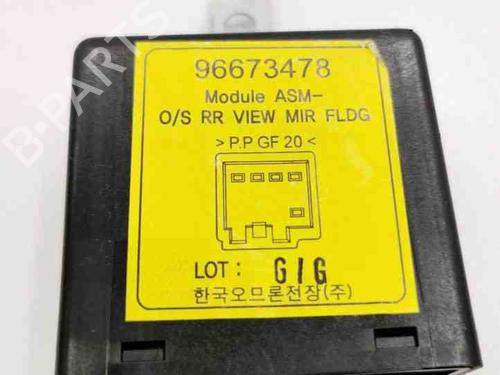 96673478
Module ASM-
O/S RR VIEW MIR FLDG
> P.P GF 20 <
LOT : G/G
한국오므론전장(주)
B-PARTS